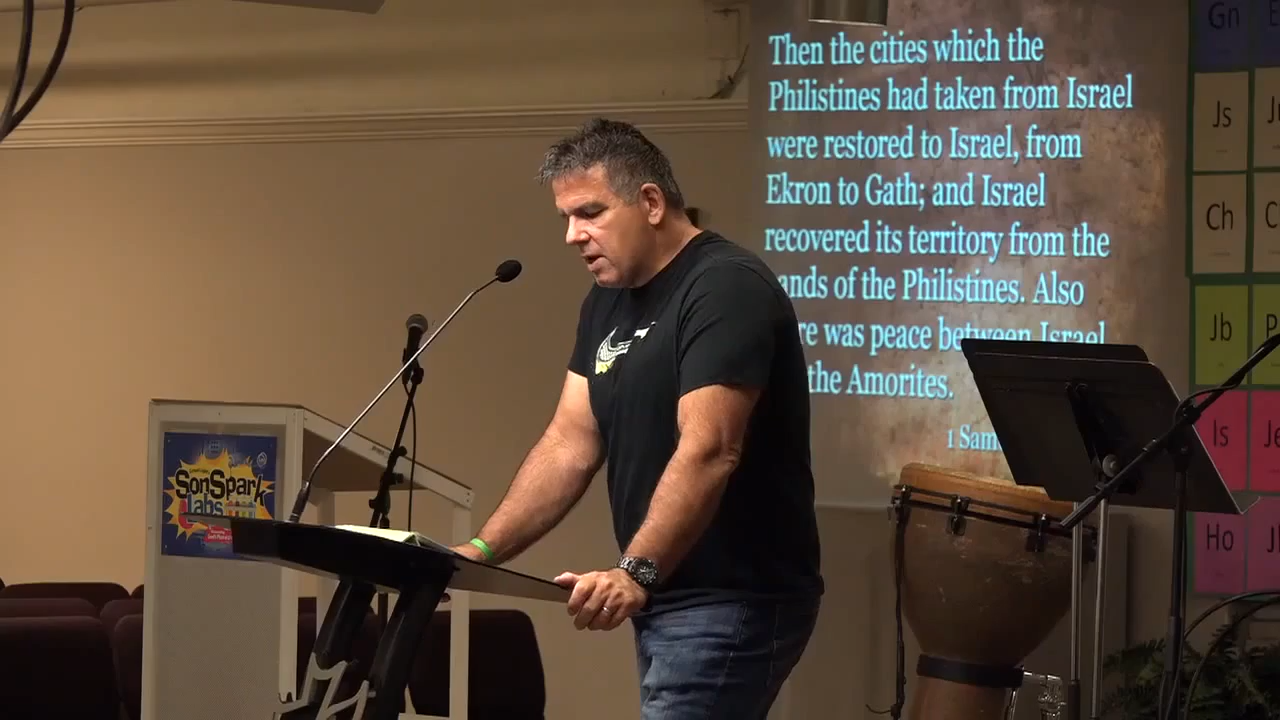 Then the cities which the
Philistines had taken from Israel
were restored to Israel, from
Ekron to Gath; and Israel
recovered its territory from the
ands of the Philistines. Also
re was peace between Israel
the Amorites.
1 Sam
Gn
Js
Ch
Jb
Is
Je
Ho
SonSpark
Labs